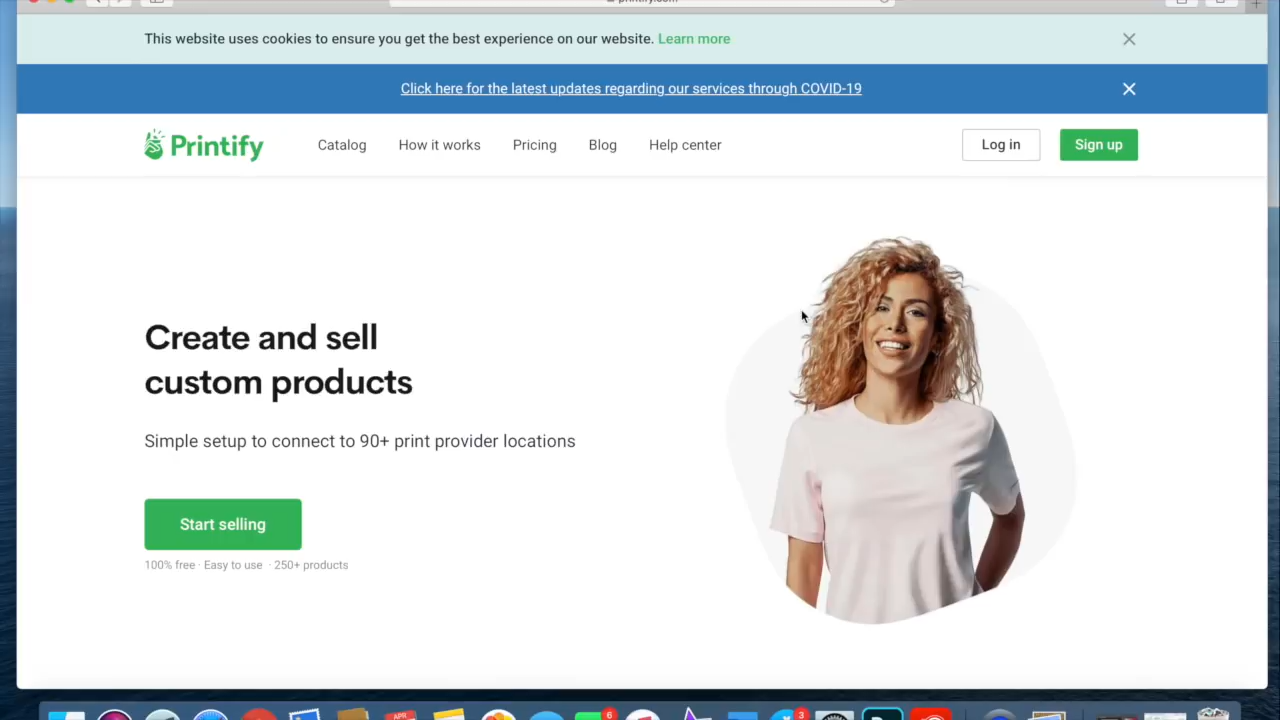 This website uses cookies to ensure you get the best experience on our website. Learn more
Click here for the latest updates regarding our services through COVID-19
Printify
Catalog
How it works
Pricing
Blog
Help center
Log in
Sign up
Create and sell
custom products
Simple setup to connect to 90+ print provider locations
Start selling
100% free · Easy to use · 250+ products
APR
6
3